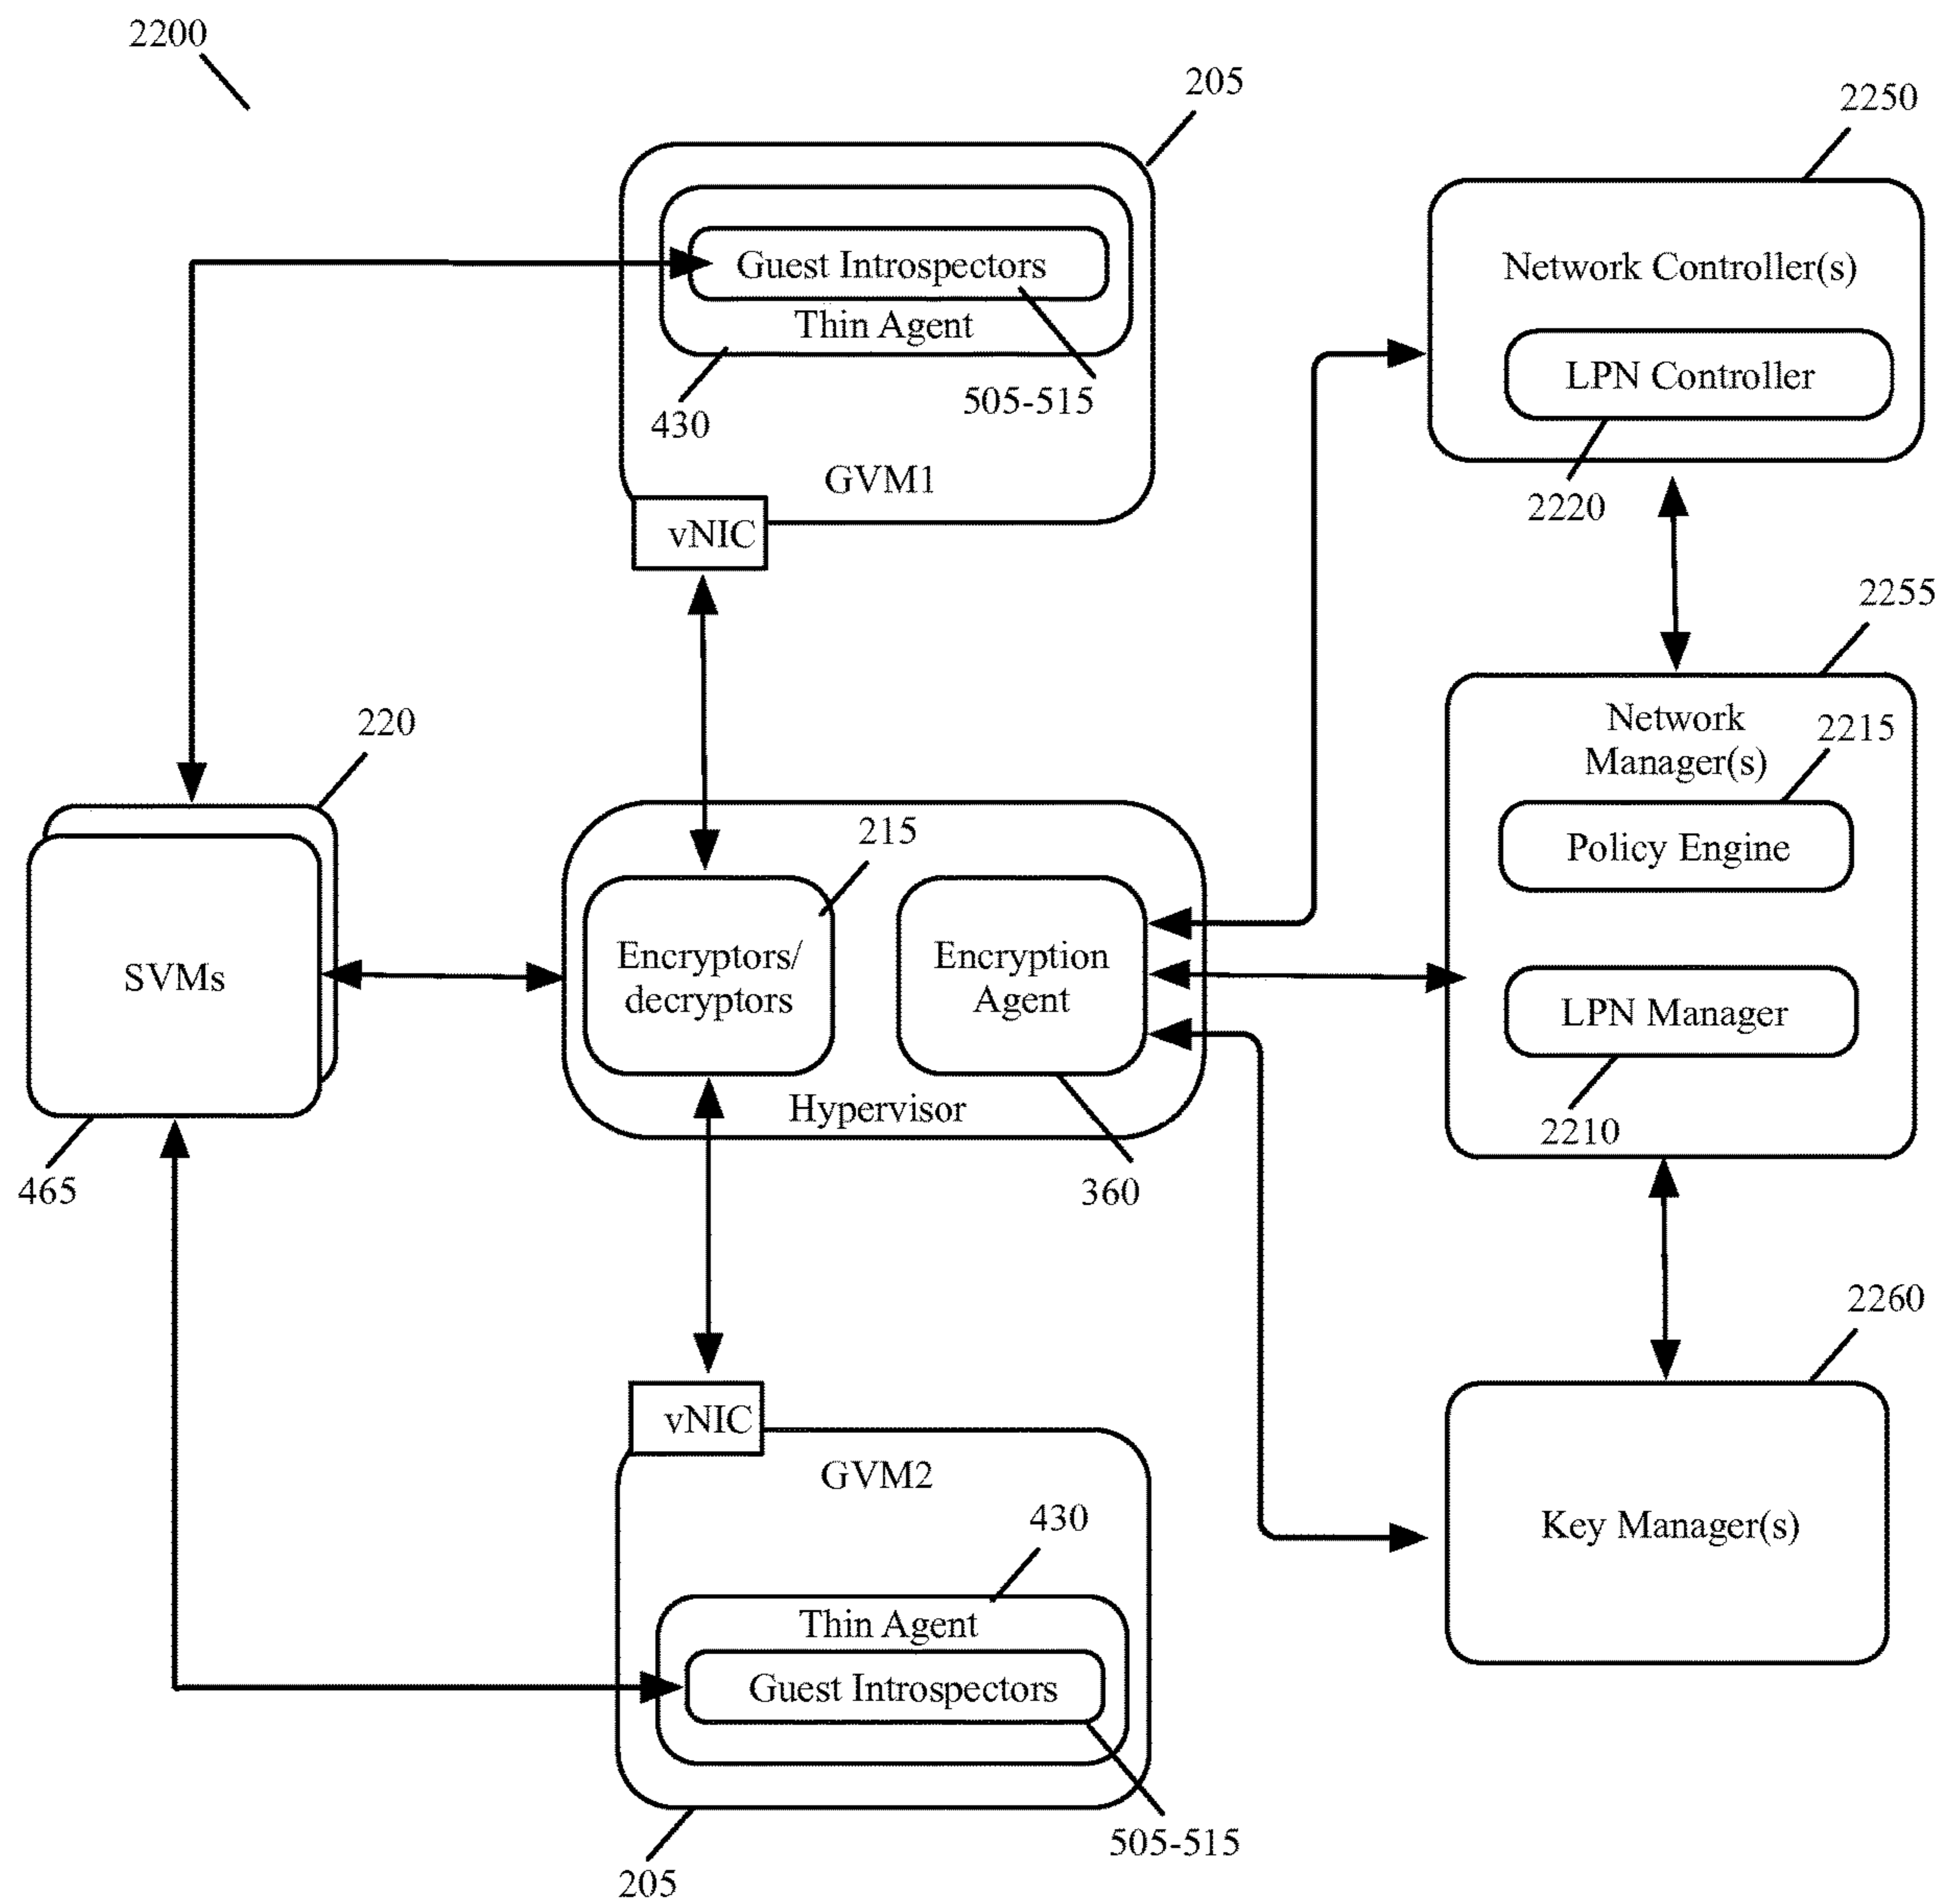 2200
205
2250
Guest Introspectors
Thin Agent
430
505-515
GVM1
vNIC
Network Controller(s)
LPN Controller
2220
2255
Network
Manager(s)
2215
Policy Engine
LPN Manager
2210
220
SVMs
465
215
Encryptors/
decryptors
Encryption
Agent
Hypervisor
360
2260
Key Manager(s)
vNIC
GVM2
430
Thin Agent
Guest Introspectors
505-515
205